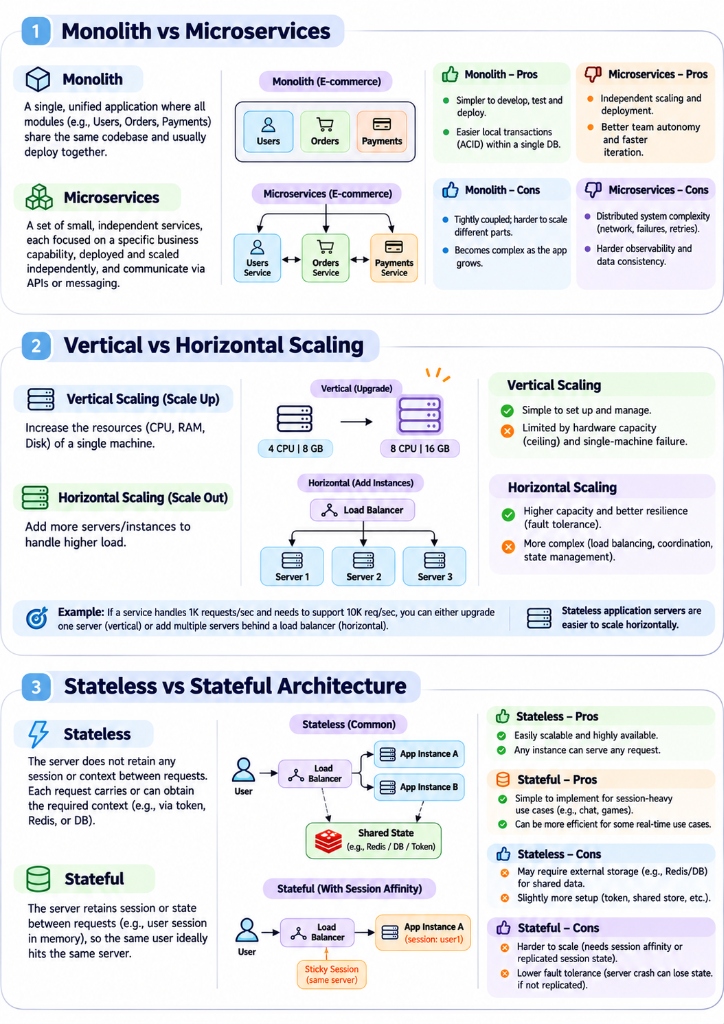 1 Monolith vs Microservices
Monolith
A single, unified application where all
modules (e.g., Users, Orders, Payments)
share the same codebase and usually
deploy together.
Microservices
A set of small, independent services,
each focused on a specific business
capability, deployed and scaled
independently, and communicate via
APIs or messaging.
Monolith (E-commerce)
Users
Orders
Payments
Microservices (E-commerce)
Users
Service
Orders
Service
Payments
Service
Monolith – Pros
Simpler to develop, test and
deploy.
Easier local transactions
(ACID) within a single DB.
Microservices – Pros
Independent scaling and
deployment.
Better team autonomy
and faster
iteration.
Monolith – Cons
Tightly coupled; harder to scale
different parts.
Becomes complex as the app
grows.
Microservices – Cons
Distributed system complexity
(network, failures, retries).
Harder observability and
data consistency.
2 Vertical vs Horizontal Scaling
Vertical Scaling (Scale Up)
Increase the resources (CPU, RAM,
Disk) of a single machine.
Horizontal Scaling (Scale Out)
Add more servers/instances to
handle higher load.
Vertical (Upgrade)
4 CPU | 8 GB
8 CPU | 16 GB
Horizontal (Add Instances)
Load Balancer
Server 1
Server 2
Server 3
Vertical Scaling
Simple to set up and manage.
Limited by hardware capacity
(ceiling) and single-machine failure.
Horizontal Scaling
Higher capacity and better resilience
(fault tolerance).
More complex (load balancing, coordination,
state management).
Example: If a service handles 1K requests/sec and needs to support 10K req/sec, you can either upgrade
one server (vertical) or add multiple servers behind a load balancer (horizontal).
Stateless application servers are
easier to scale horizontally.
3 Stateless vs Stateful Architecture
Stateless
The server does not retain any
session or context between requests.
Each request carries or can obtain
the required context (e.g., via token,
Redis, or DB).
Stateful
The server retains session or state
between requests (e.g., user session
in memory), so the same user ideally
hits the same server.
Stateless (Common)
User
Load
Balancer
App Instance A
App Instance B
Shared State
(e.g., Redis / DB / Token)
Stateful (With Session Affinity)
User
Load
Balancer
App Instance A
(session: user1)
Sticky Session
(same server)
Stateless – Pros
Easily scalable and highly available.
Any instance can serve any request.
Stateful – Pros
Simple to implement for session-heavy
use cases (e.g., chat, games).
Can be more efficient for some real-time use cases.
Stateless – Cons
May require external storage (e.g., Redis/DB)
for shared data.
Slightly more setup (token, shared store, etc.).
Stateful – Cons
Harder to scale (needs session affinity or
replicated session state).
Lower fault tolerance (server crash can lose state.
if not replicated).